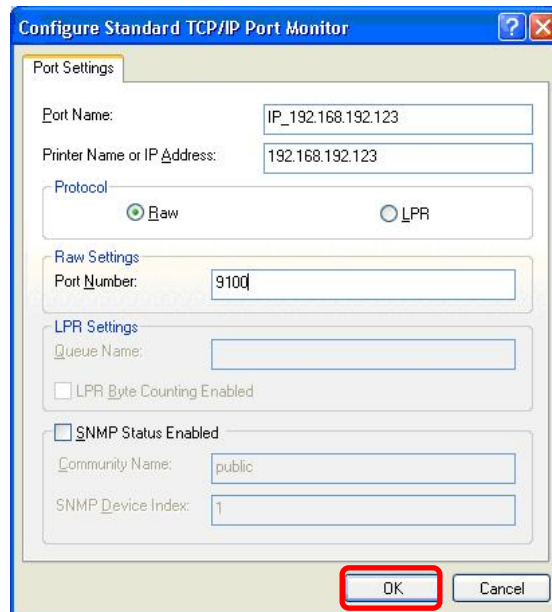 Configure Standard TCP/IP Port Monitor
Port Settings
Port Name: IP_192.168.192.123
Printer Name or IP Address: 192.168.192.123
Protocol
Raw LPR
Raw Settings
Port Number: 9100
LPR Settings
Queue Name:
LPR Byte Counting Enabled
SNMP Status Enabled
Community Name: public
SNMP Device Index: 1
OK Cancel